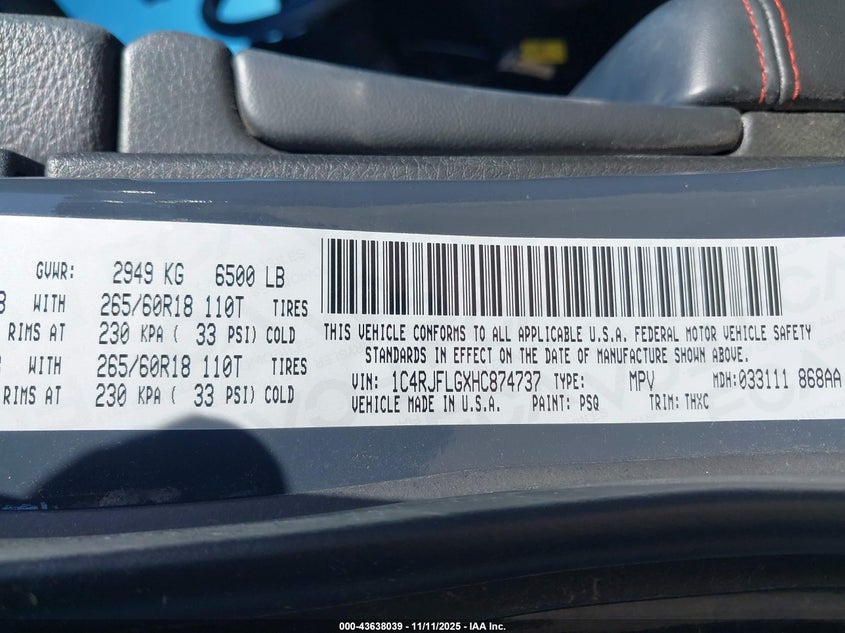 GVWR: 2949 KG 6500 LB
WITH 265/60R18 110T TIRES
RIMS AT 230 KPA ( 33 PSI) COLD
WITH 265/60R18 110T TIRES
RIMS AT 230 KPA ( 33 PSI) COLD
THIS VEHICLE CONFORMS TO ALL APPLICABLE U.S.A. FEDERAL MOTOR VEHICLE SAFETY
STANDARDS IN EFFECT ON THE DATE OF MANUFACTURE SHOWN ABOVE.
VIN: 1C4RJFLGXHC874737 TYPE: MPV MDH:033111 868AA
VEHICLE MADE IN U.S.A. PAINT: PSQ TRIM: THXC
000-43638039 - 11/11/2025 - IAA Inc.